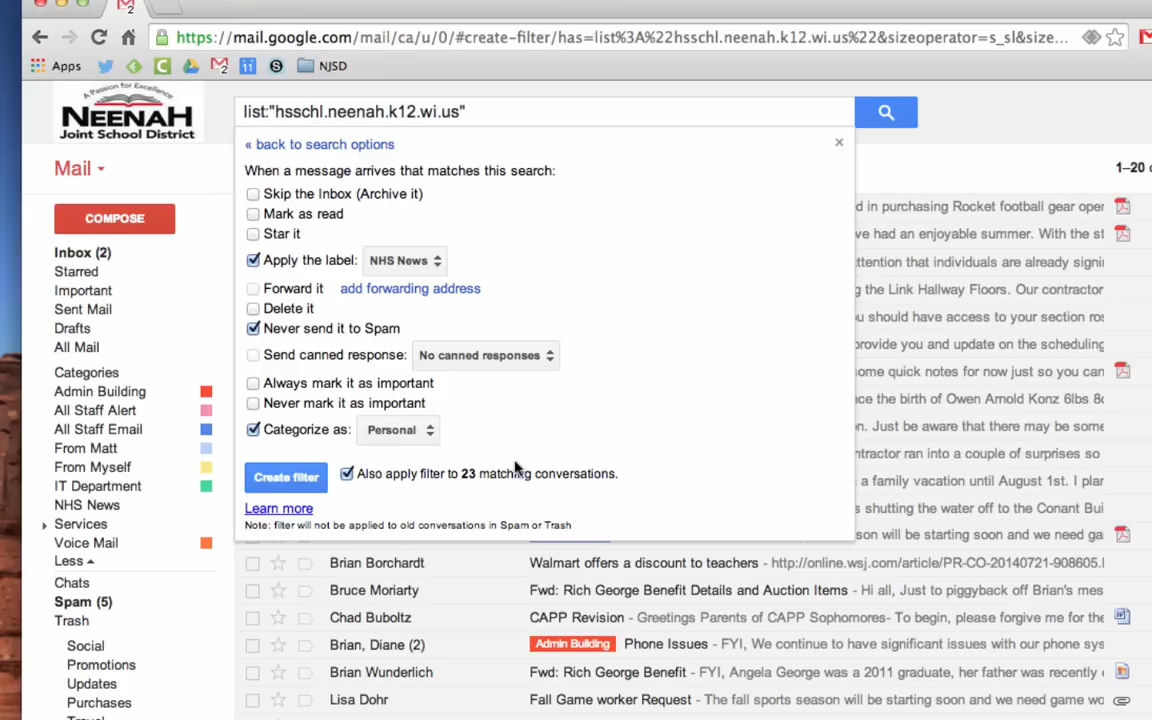 2
https://mail.google.com/mail/ca/u/0/#create-filter/has=list%3A%22hsschl.neenah.k12.wi.us%22&sizeoperator=s_sl&size...
Apps 2 11 S NJSD
A Passion for Excellence
NEENAH
Joint School District
list:"hsschl.neenah.k12.wi.us"
« back to search options
×
Mail
When a message arrives that matches this search:
1–20
Skip the Inbox (Archive it)
Mark as read
Star it
Apply the label: NHS News
Forward it add forwarding address
Delete it
Never send it to Spam
Send canned response: No canned responses
Always mark it as important
Never mark it as important
Categorize as: Personal
Create filter Also apply filter to 23 matching conversations.
Learn more
Note: filter will not be applied to old conversations in Spam or Trash
COMPOSE
Inbox (2)
Starred
Important
Sent Mail
Drafts
All Mail
Categories
Admin Building
All Staff Alert
All Staff Email
From Matt
From Myself
IT Department
NHS News
Services
Voice Mail
Less
Chats
Spam (5)
Trash
Social
Promotions
Updates
Purchases
d in purchasing Rocket football gear oper
ve had an enjoyable summer. With the st
ttention that individuals are already signi
g the Link Hallway Floors. Our contractor
ou should have access to your section ros
provide you and update on the scheduling
ome quick notes for now just so you can
ce the birth of Owen Arnold Konz 6lbs 8
n. Just be aware that there may be some
ntractor ran into a couple of surprises so
a family vacation until August 1st. I plan
s shutting the water off to the Conant Bui
son will be starting soon and we need ga
Brian Borchardt Walmart offers a discount to teachers - http://online.wsj.com/article/PR-CO-20140721-908605.
Bruce Moriarty Fwd: Rich George Benefit Details and Auction Items - Hi all, Just to piggyback off Brian's mes
Chad Buboltz CAPP Revision - Greetings Parents of CAPP Sophomores- To begin, please forgive me for the
Brian, Diane (2) Admin Building Phone Issues - FYI, We continue to have significant issues with our phone sys
Brian Wunderlich Fwd: Rich George Benefit - FYI, Angela George was a 2011 graduate, her father was recently
Lisa Dohr Fall Game worker Request - The fall sports season will be starting soon and we need game wo